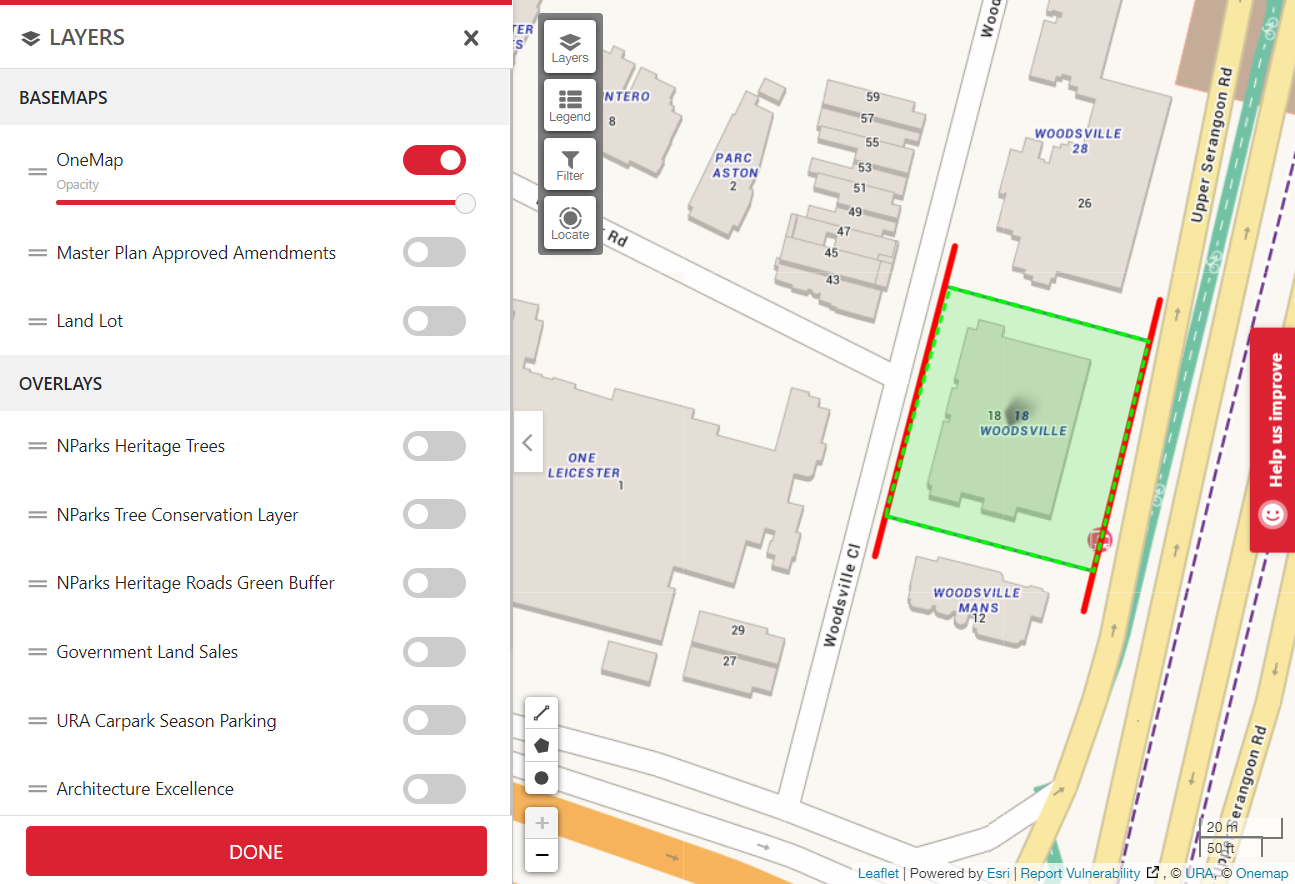 LAYERS
BASEMAPS
OneMap
Opacity
Master Plan Approved Amendments
Land Lot
OVERLAYS
NParks Heritage Trees
NParks Tree Conservation Layer
NParks Heritage Roads Green Buffer
Government Land Sales
URA Carpark Season Parking
Architecture Excellence
DONE
Layers
Legend
Filter
Locate
NTERO
8
Rd
PARC
ASTON
2
59
57
55
53
51
49
47
45
43
WOODSVILLE
28
26
Upper Serangoon Rd
Wood
18 18
WOODSVILLE
ONE
LEICESTER
1
WOODSVILLE
MANS
12
Woodsville Cl
29
27
Help us improve
Serangoon Rd
20 m
50 ft
Leaflet | Powered by Esri | Report Vulnerability , © URA, © Onemap